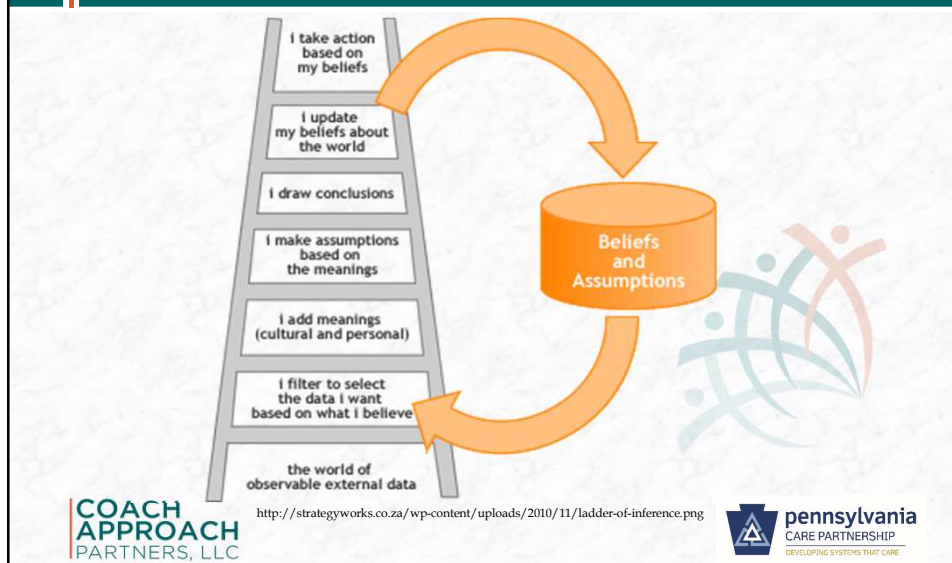 i take action
based on
my beliefs
i update
my beliefs about
the world
i draw conclusions
i make assumptions
based on
the meanings
i add meanings
(cultural and personal)
i filter to select
the data i want
based on what i believe
the world of
observable external data
Beliefs
and
Assumptions
COACH
APPROACH
PARTNERS, LLC
http://strategyworks.co.za/wp-content/uploads/2010/11/ladder-of-inference.png
pennsylvania
CARE PARTNERSHIP
DEVELOPING SYSTEMS THAT CARE